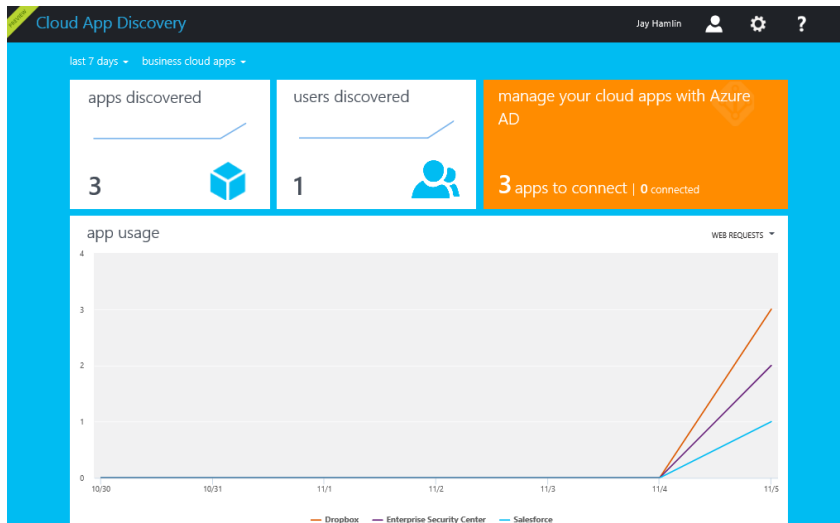 PREVIEW
Cloud App Discovery
Jay Hamlin
?
last 7 days
business cloud apps
apps discovered
3
users discovered
1
manage your cloud apps with Azure
AD
3 apps to connect | 0 connected
app usage
WEB REQUESTS
4
3
2
1
0
10/30 10/31 11/1 11/2 11/3 11/4 11/5
Dropbox Enterprise Security Center Salesforce